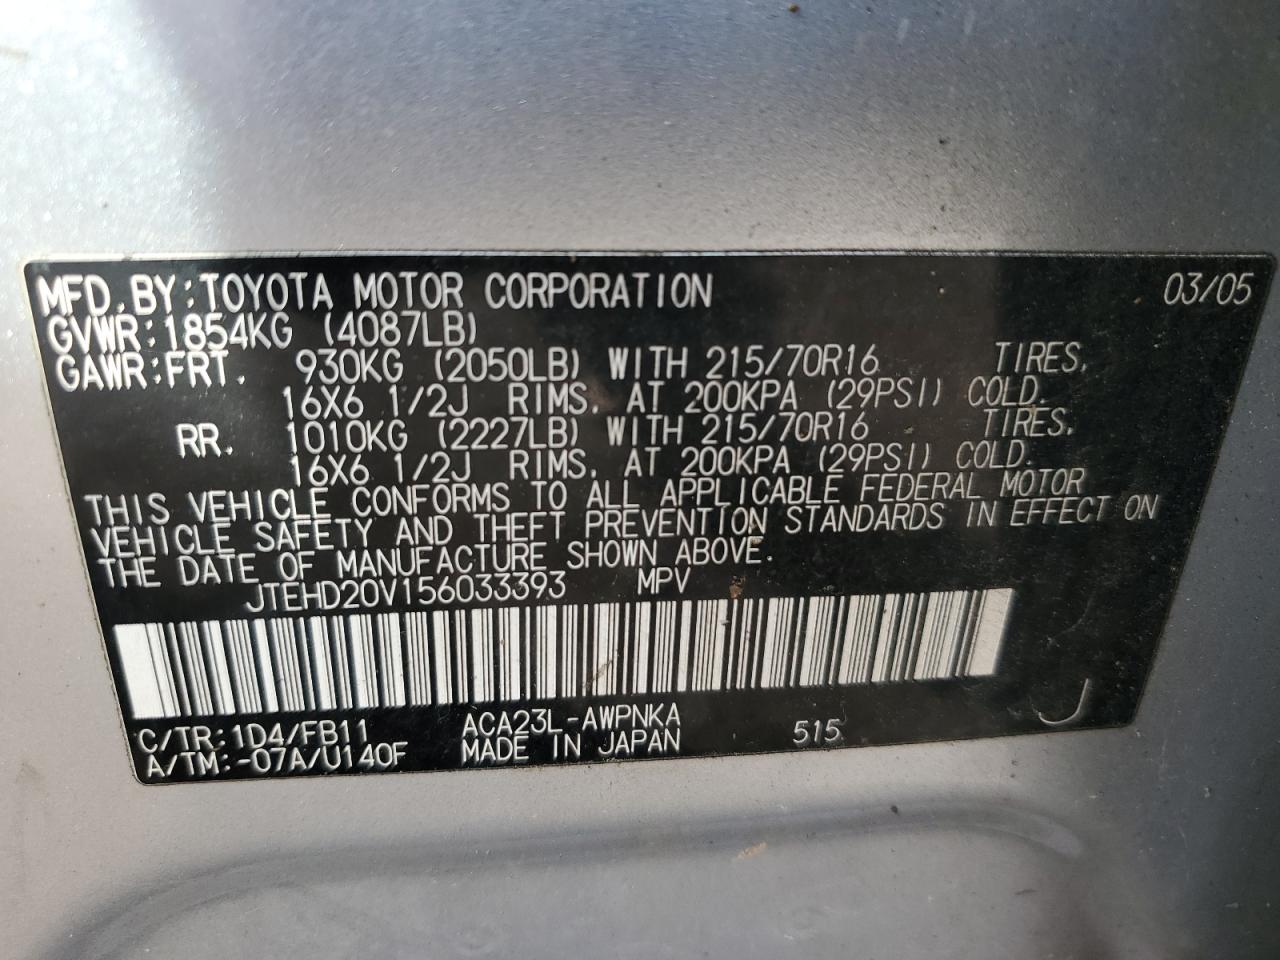 MFD. BY: TOYOTA MOTOR CORPORATION 03/05
GVWR: 1854KG (4087LB)
GAWR: FRT. 930KG (2050LB) WITH 215/70R16 TIRES,
16X6 1/2J RIMS, AT 200KPA (29PSI) COLD.
RR. 1010KG (2227LB) WITH 215/70R16 TIRES,
16X6 1/2J RIMS, AT 200KPA (29PSI) COLD.
THIS VEHICLE CONFORMS TO ALL APPLICABLE FEDERAL MOTOR
VEHICLE SAFETY AND THEFT PREVENTION STANDARDS IN EFFECT ON
THE DATE OF MANUFACTURE SHOWN ABOVE.
JTEHD20V156033393 MPV
C/TR: 1D4/FB11 ACA23L-AWPNKA 515 J
A/TM: -07A/U140F MADE IN JAPAN